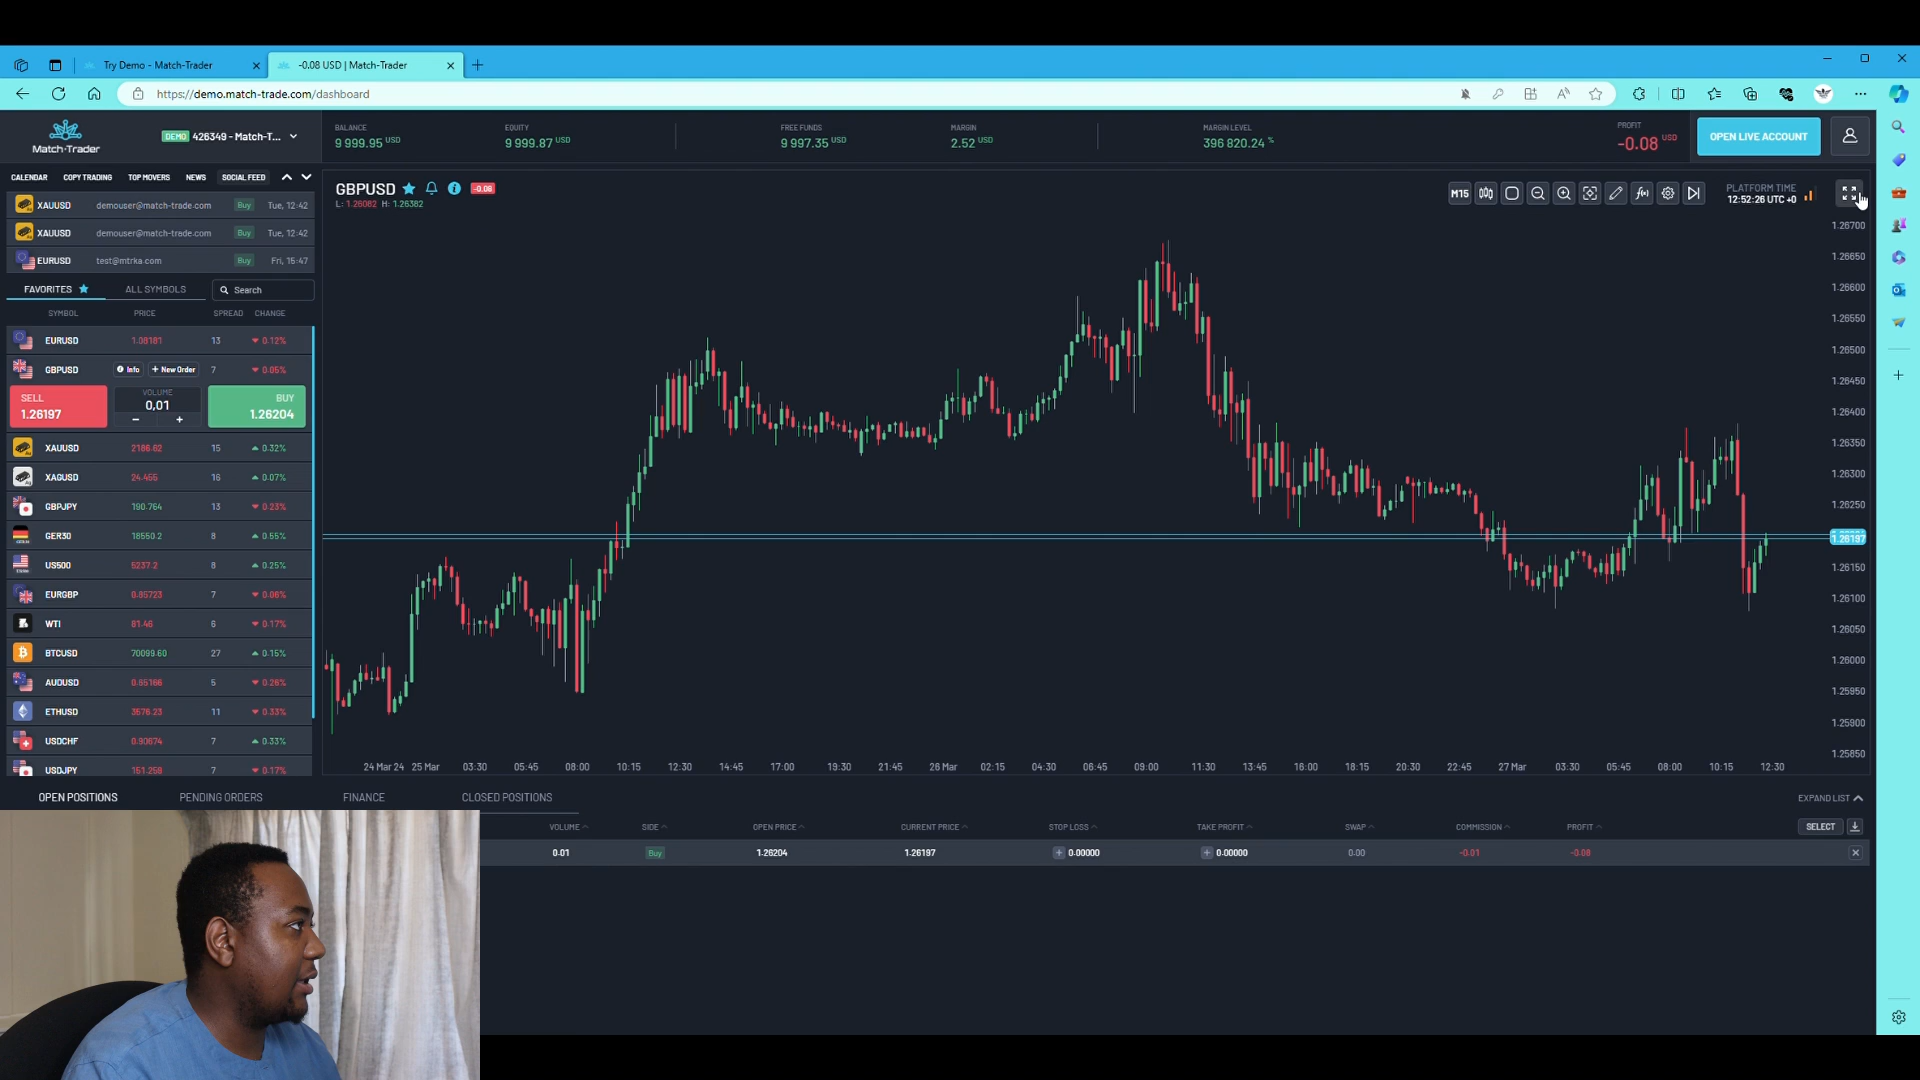 Try Demo - Match-Trader
-0.08 USD | Match-Trader
https://demo.match-trade.com/dashboard
Match-Trader
DEMO 426349 - Match-T...
BALANCE
9 999.95 USD
EQUITY
9 999.87 USD
FREE FUNDS
9 997.35 USD
MARGIN
2.52 USD
MARGIN LEVEL
396 820.24 %
PROFIT
-0.08 USD
OPEN LIVE ACCOUNT
CALENDAR COPY TRADING TOP MOVERS NEWS SOCIAL FEED
XAUUSD demouser@match-trade.com Buy Tue, 12:42
XAUUSD demouser@match-trade.com Buy Tue, 12:42
EURUSD test@mtrka.com Buy Fri, 15:47
FAVORITES ALL SYMBOLS Search
SYMBOL PRICE SPREAD CHANGE
EURUSD 1.08181 13 0.12%
GBPUSD Info + New Order 7 0.05%
SELL
1.26197
VOLUME
0,01
- +
BUY
1.26204
XAUUSD 2186.62 15 0.32%
XAGUSD 24.455 16 0.07%
GBPJPY 190.764 13 0.23%
GER30 18550.2 8 0.55%
US500 5237.2 8 0.25%
EURGBP 0.85723 7 0.06%
WTI 81.46 6 0.17%
BTCUSD 70099.60 27 0.15%
AUDUSD 0.65166 5 0.26%
ETHUSD 3576.23 11 0.33%
USDCHF 0.90674 7 0.33%
USDJPY 151.258 7 0.17%
GBPUSD -0.08
L: 1.26082 H: 1.26382
M15
PLATFORM TIME
12:52:26 UTC +0
1.26700
1.26650
1.26600
1.26550
1.26500
1.26450
1.26400
1.26350
1.26300
1.26250
1.26197
1.26150
1.26100
1.26050
1.26000
1.25950
1.25900
1.25850
24 Mar 24 25 Mar 03:30 05:45 08:00 10:15 12:30 14:45 17:00 19:30 21:45 26 Mar 02:15 04:30 06:45 09:00 11:30 13:45 16:00 18:15 20:30 22:45 27 Mar 03:30 05:45 08:00 10:15 12:30
OPEN POSITIONS PENDING ORDERS FINANCE CLOSED POSITIONS EXPAND LIST
VOLUME SIDE OPEN PRICE CURRENT PRICE STOP LOSS TAKE PROFIT SWAP COMMISSION PROFIT SELECT
0.01 Buy 1.26204 1.26197 + 0.00000 + 0.00000 0.00 -0.01 -0.08